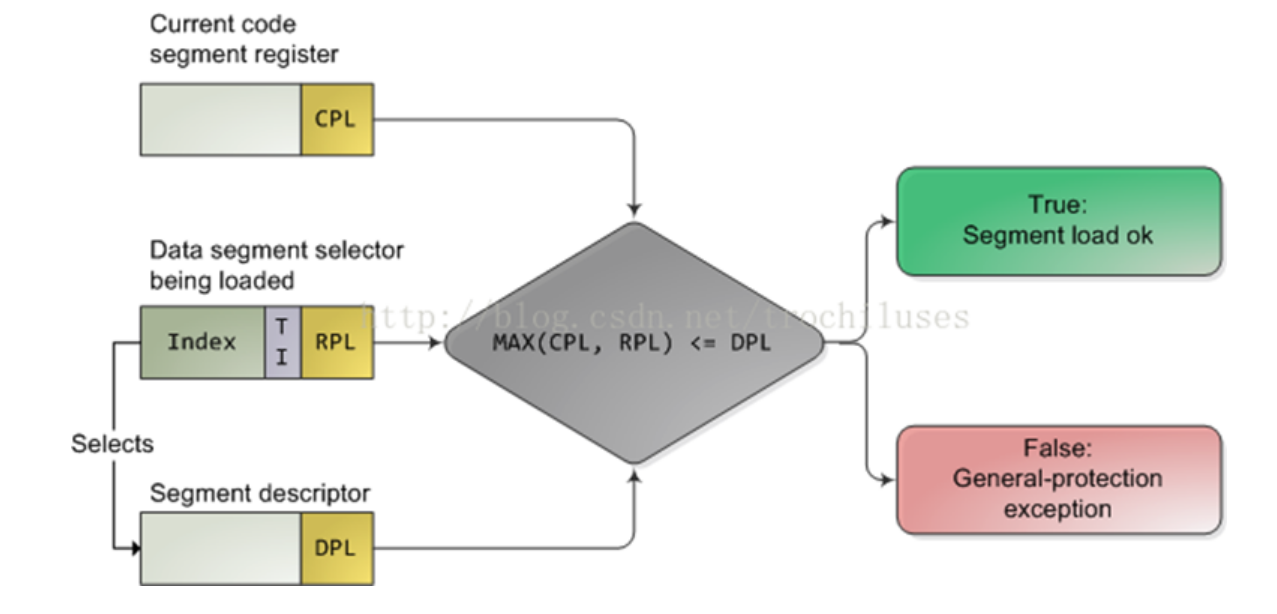 Current code
segment register
CPL
Data segment selector
being loaded
Index
T
I
RPL
Selects
Segment descriptor
DPL
MAX(CPL, RPL) <= DPL
http://blog.csdn.net/trochiluses
True:
Segment load ok
False:
General-protection
exception